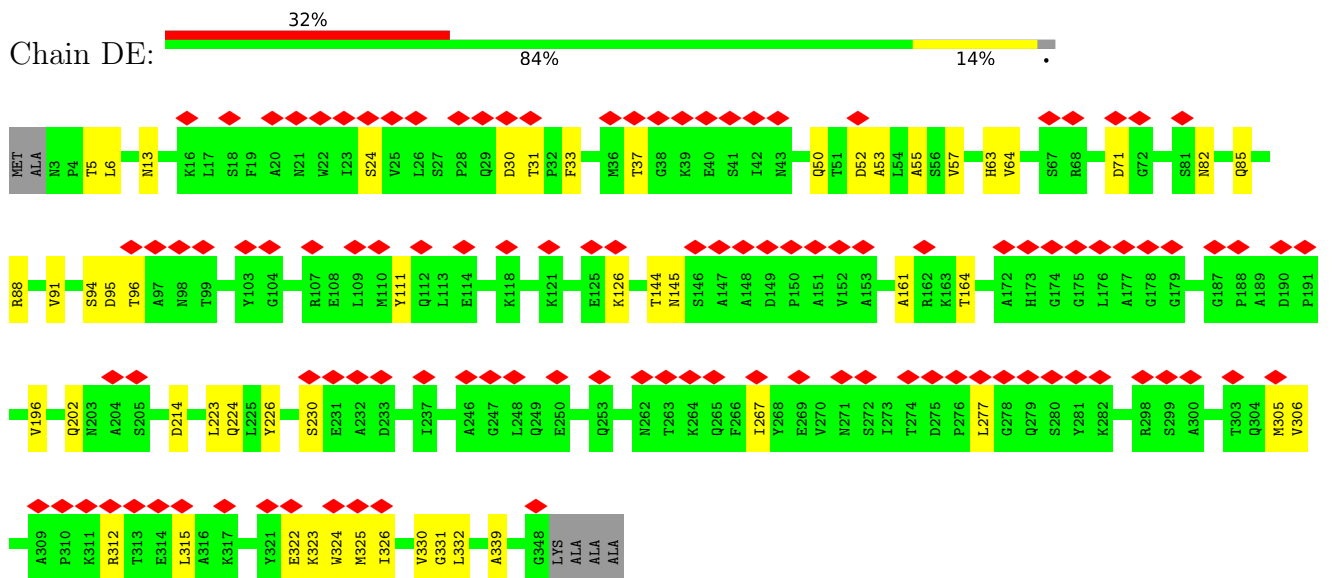 32%
Chain DE:
84% 14% •
MET ALA N3 P4 T5 L6 N13 K16 L17 S18 F19 A20 N21 W22 I23 S24 V25 L26 S27 P28 Q29 D30 T31 P32 F33 M36 T37 G38 K39 E40 S41 I42 N43 Q50 T51 D52 A53 L54 A55 S56 V57 H63 V64 S67 R68 D71 G72 S81 N82 Q85
R88 V91 S94 D95 T96 A97 N98 T99 Y103 G104 R107 E108 L109 M110 Y111 Q112 L113 E114 K118 K121 E125 K126 T144 N145 S146 A147 A148 D149 P150 A151 V152 A153 A161 R162 K163 T164 A172 H173 G174 G175 L176 A177 G178 G179 G187 P188 A189 D190 P191
V196 Q202 N203 A204 S205 D214 L223 Q224 L225 Y226 S230 E231 A232 D233 I237 A246 G247 L248 Q249 E250 Q253 N262 T263 K264 Q265 F266 I267 Y268 E269 V270 N271 S272 I273 T274 D275 P276 L277 G278 Q279 S280 Y281 K282 R298 S299 A300 T303 Q304 M305 V306
A309 P310 K311 R312 T313 E314 L315 A316 K317 Y321 E322 K323 W324 M325 I326 V330 G331 L332 A339 G348 LYS ALA ALA ALA